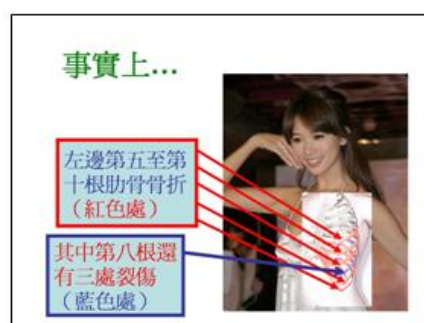 事實上...
左邊第五至第
十根肋骨骨折
（紅色處）
其中第八根還
有三處裂傷
（藍色處）